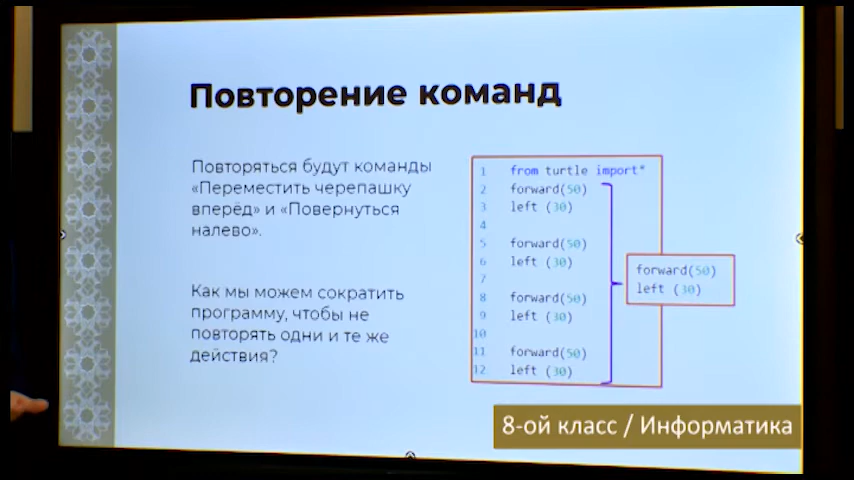 Повторение команд
Повторяться будут команды
«Переместить черепашку
вперёд» и «Повернуться
налево».
Как мы можем сократить
программу, чтобы не
повторять одни и те же
действия?
1 from turtle import*
2 forward(50)
3 left (30)
4
5 forward(50)
6 left (30)
7
8 forward(50)
9 left (30)
10
11 forward(50)
12 left (30)
forward(50)
left (30)
8-ой класс / Информатика